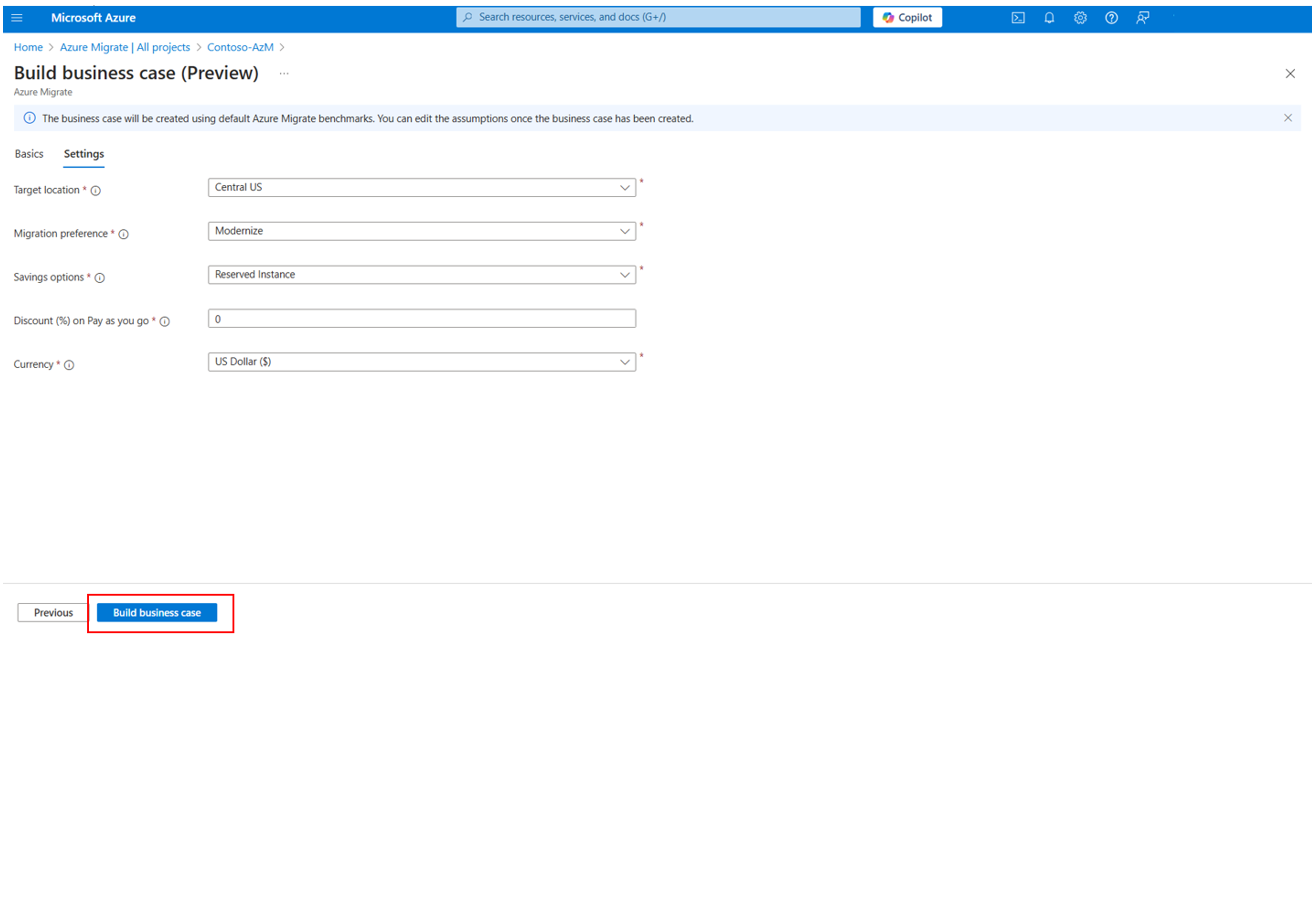 Microsoft Azure
Search resources, services, and docs (G+/)
Copilot
Home > Azure Migrate | All projects > Contoso-AzM >
Build business case (Preview) ...
Azure Migrate
The business case will be created using default Azure Migrate benchmarks. You can edit the assumptions once the business case has been created.
Basics Settings
Target location * Central US *
Migration preference * Modernize *
Savings options * Reserved Instance *
Discount (%) on Pay as you go * 0
Currency * US Dollar ($) *
Previous Build business case